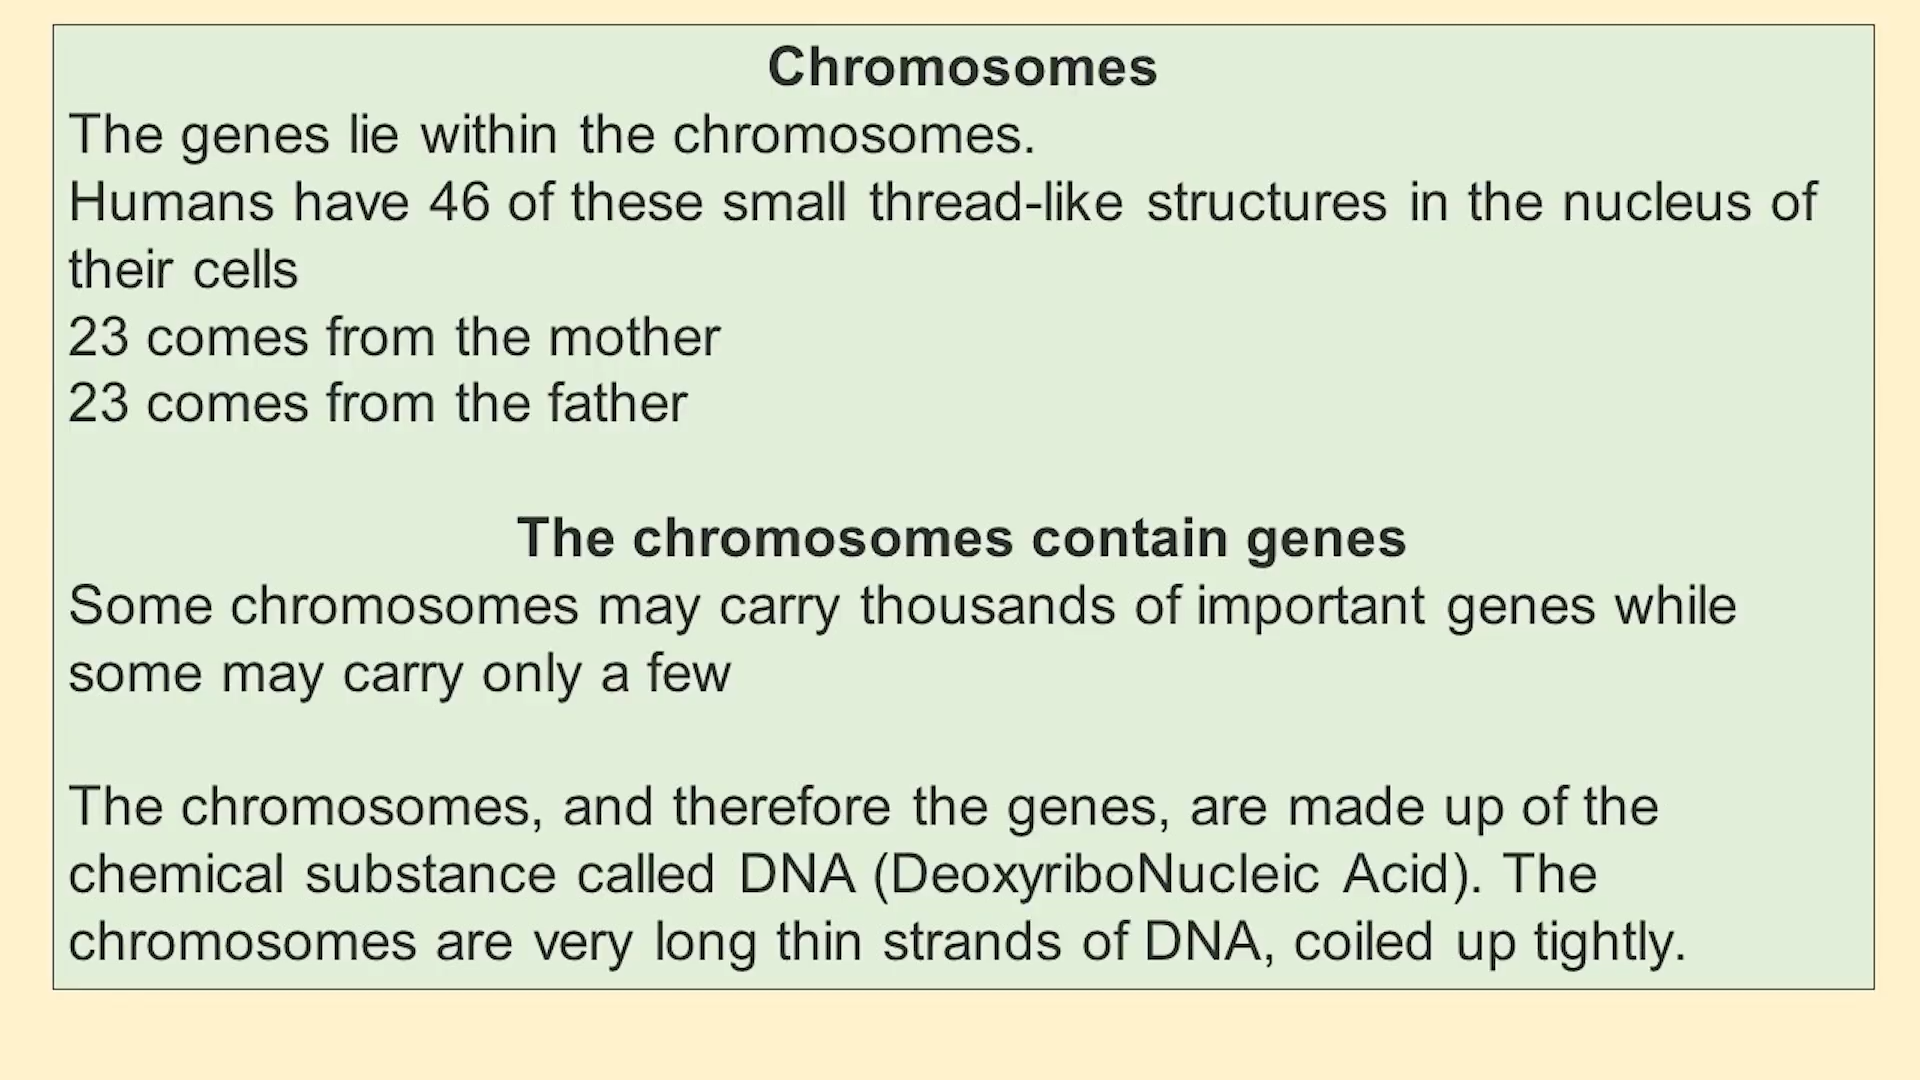 Chromosomes
The genes lie within the chromosomes.
Humans have 46 of these small thread-like structures in the nucleus of
their cells
23 comes from the mother
23 comes from the father
The chromosomes contain genes
Some chromosomes may carry thousands of important genes while
some may carry only a few
The chromosomes, and therefore the genes, are made up of the
chemical substance called DNA (DeoxyriboNucleic Acid). The
chromosomes are very long thin strands of DNA, coiled up tightly.